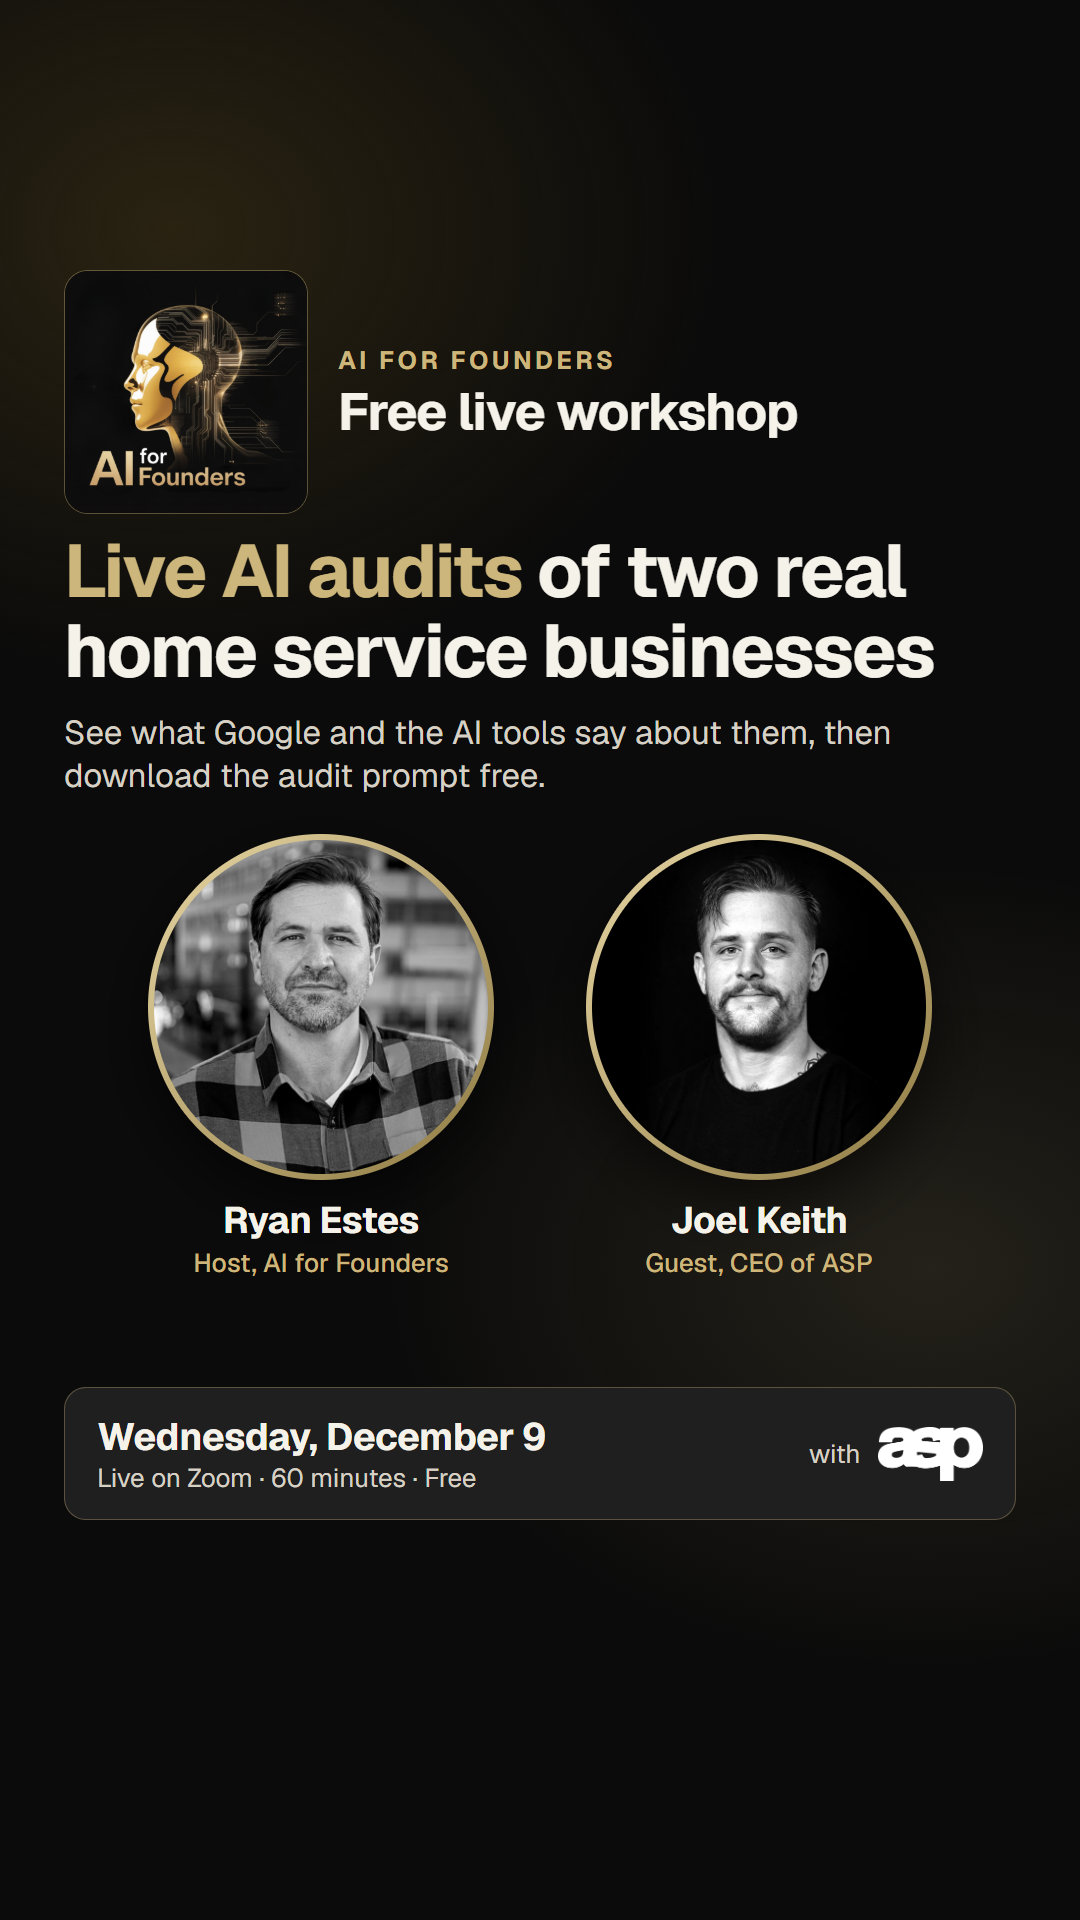 AI for
Founders
AI FOR FOUNDERS
Free live workshop
Live AI audits of two real
home service businesses
See what Google and the AI tools say about them, then
download the audit prompt free.
Ryan Estes
Host, AI for Founders
Joel Keith
Guest, CEO of ASP
Wednesday, December 9
Live on Zoom · 60 minutes · Free
with asp